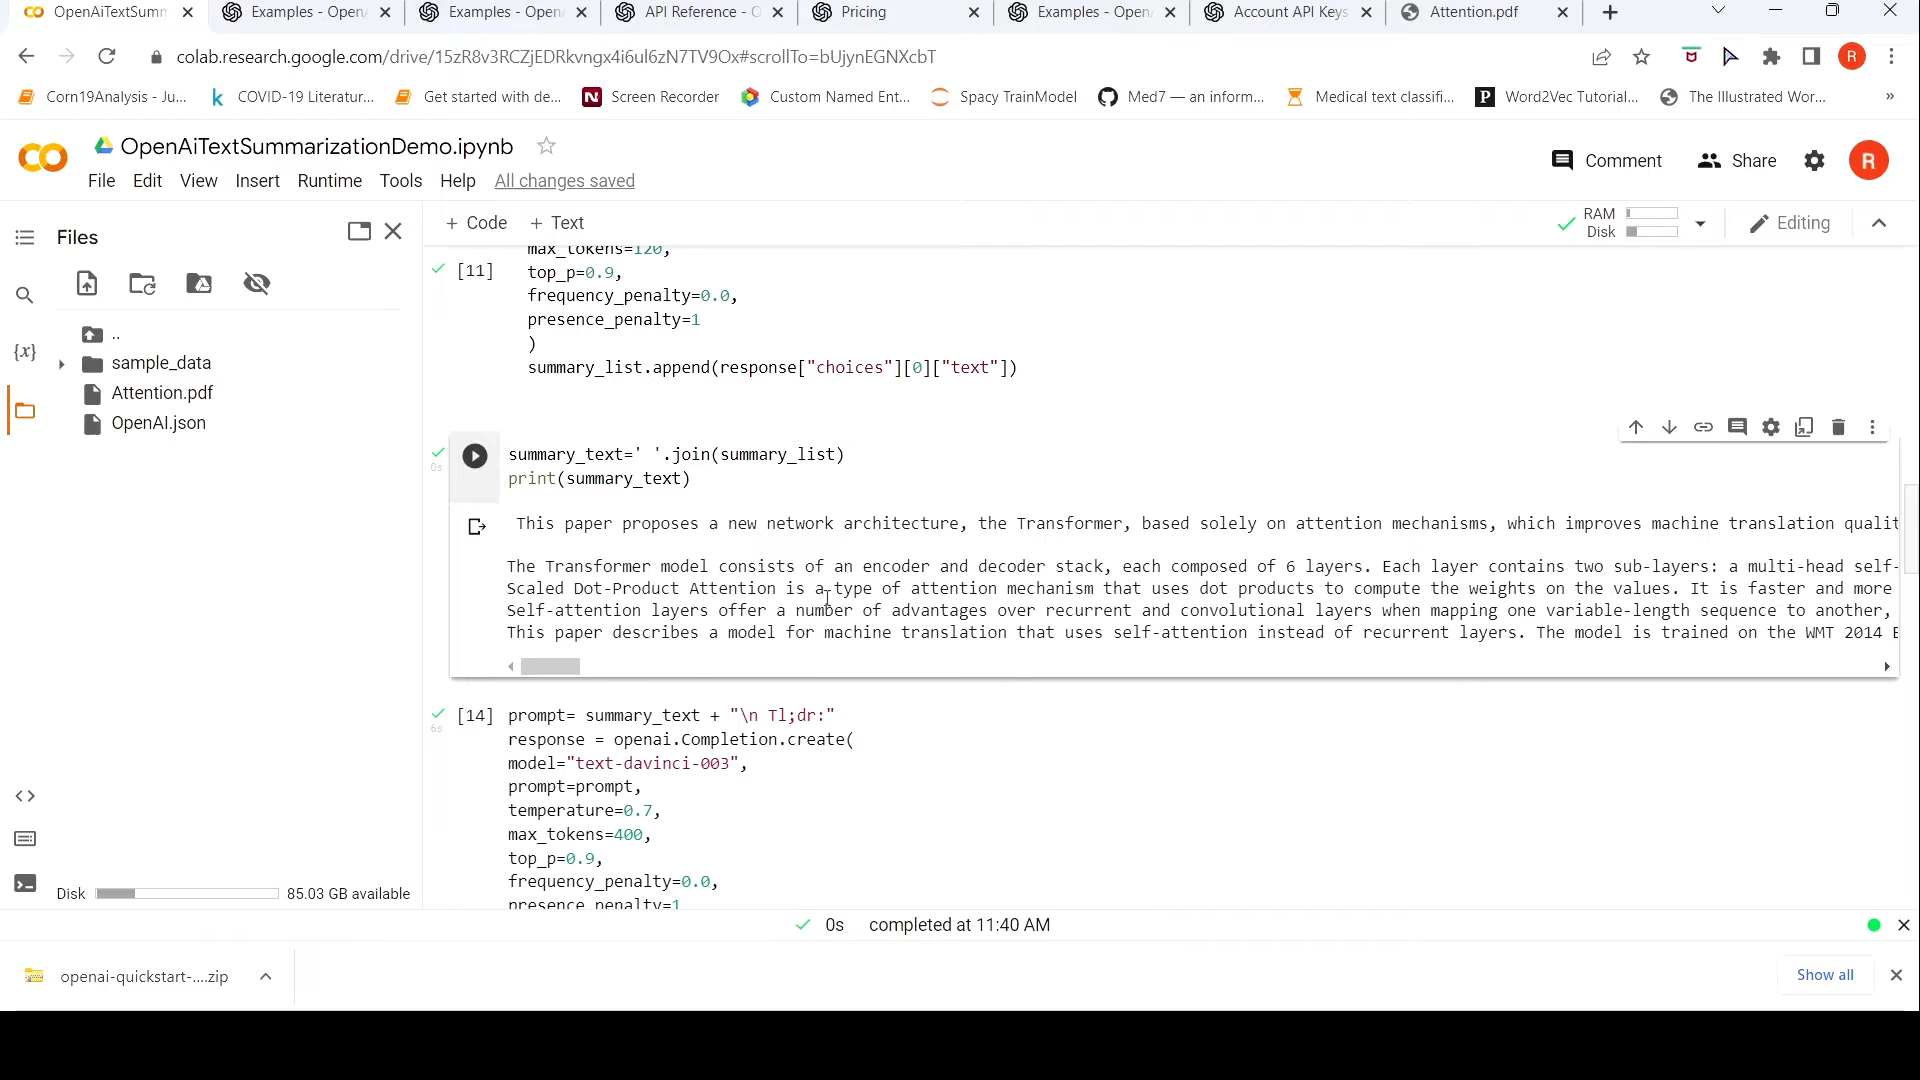 OpenAiTextSumm
Examples - Open
Examples - Open
API Reference - O
Pricing
Examples - Open
Account API Keys
Attention.pdf
colab.research.google.com/drive/15zR8v3RCZjEDRkvngx4i6ul6zN7TV9Ox#scrollTo=bUjynEGNXcbT
R
Corn19Analysis - Ju...
COVID-19 Literatur...
Get started with de...
Screen Recorder
Custom Named Ent...
Spacy TrainModel
Med7 — an inform...
Medical text classifi...
Word2Vec Tutorial...
The Illustrated Wor...
»
OpenAiTextSummarizationDemo.ipynb
File Edit View Insert Runtime Tools Help All changes saved
Comment
Share
R
Files
+ Code + Text
RAM
Disk
Editing
..
sample_data
Attention.pdf
OpenAI.json
{x}
max_tokens=120,
[11] top_p=0.9,
frequency_penalty=0.0,
presence_penalty=1
)
summary_list.append(response["choices"][0]["text"])
0s
summary_text=' '.join(summary_list)
print(summary_text)
This paper proposes a new network architecture, the Transformer, based solely on attention mechanisms, which improves machine translation qualit
The Transformer model consists of an encoder and decoder stack, each composed of 6 layers. Each layer contains two sub-layers: a multi-head self-
Scaled Dot-Product Attention is a type of attention mechanism that uses dot products to compute the weights on the values. It is faster and more
Self-attention layers offer a number of advantages over recurrent and convolutional layers when mapping one variable-length sequence to another,
This paper describes a model for machine translation that uses self-attention instead of recurrent layers. The model is trained on the WMT 2014 E
6s
[14] prompt= summary_text + "\n Tl;dr:"
response = openai.Completion.create(
model="text-davinci-003",
prompt=prompt,
temperature=0.7,
max_tokens=400,
top_p=0.9,
frequency_penalty=0.0,
presence_penalty=1
Disk 85.03 GB available
0s completed at 11:40 AM
openai-quickstart-....zip
Show all